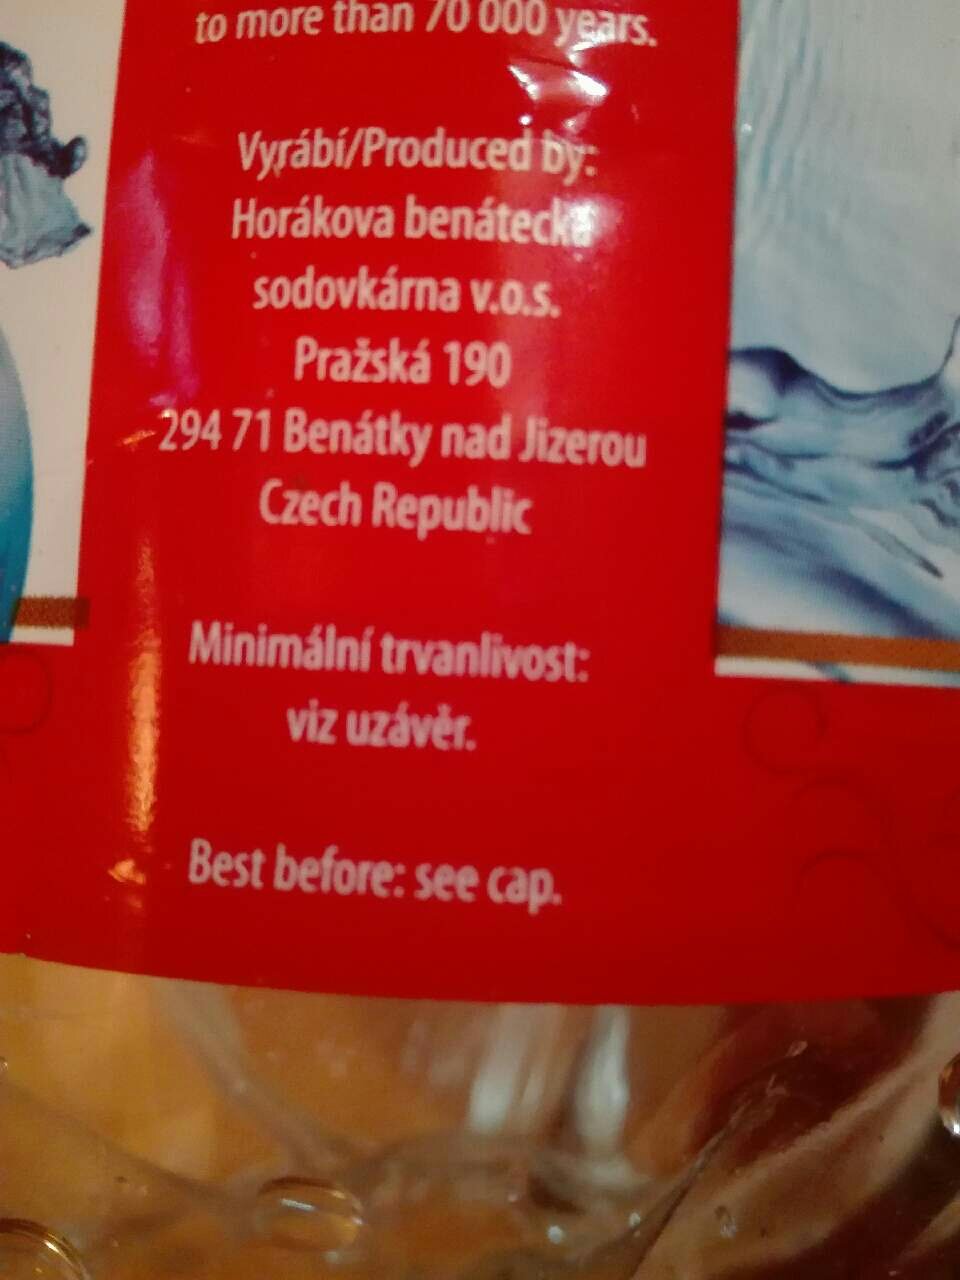 to more than 70 000 years.
Vyrábí/Produced by:
Horákova benátecká
sodovkárna v.o.s.
Pražská 190
294 71 Benátky nad Jizerou
Czech Republic
Minimální trvanlivost:
viz uzávěr.
Best before: see cap.